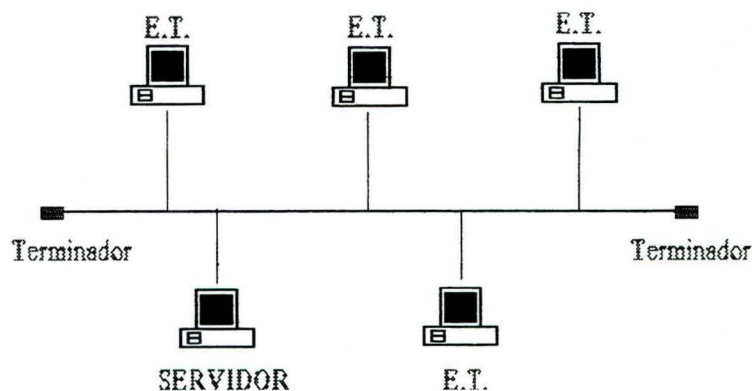 E.T.
E.T.
E.T.
Terminador
Terminador
SERVIDOR
E.T.